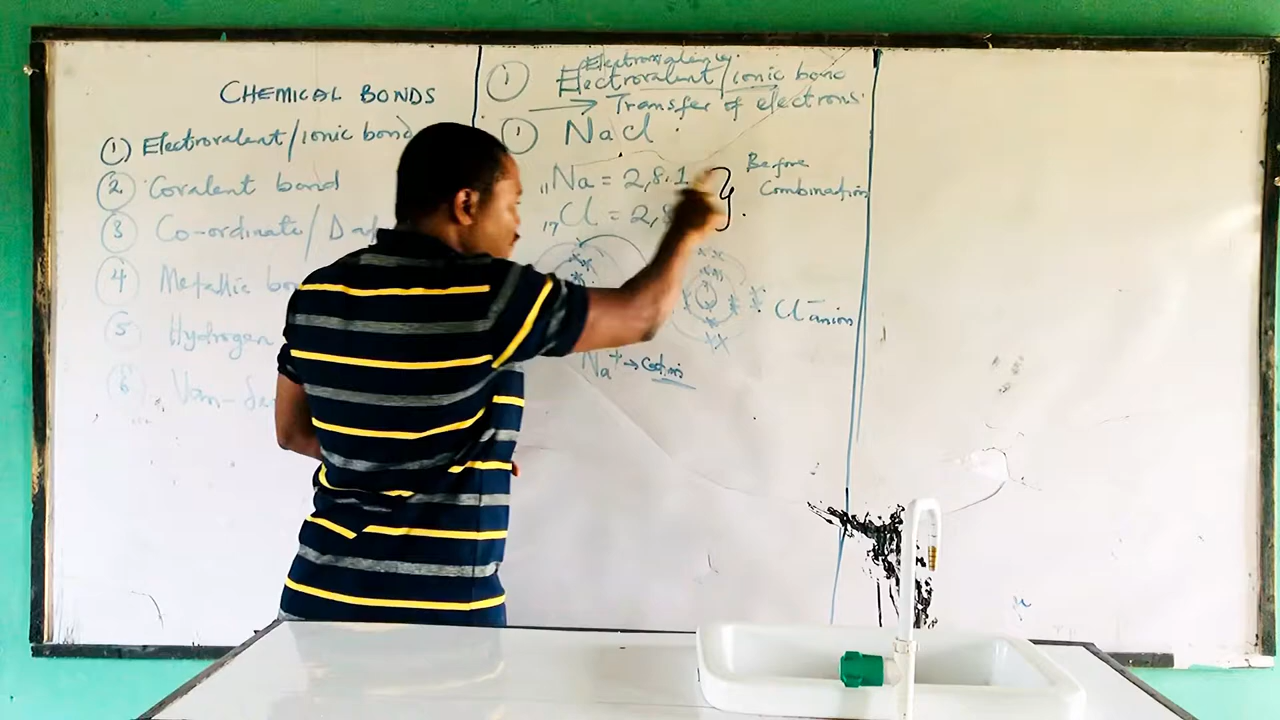 CHEMICAL BONDS
① Electrovalent/ionic bond
② Covalent bond
③ Co-ordinate/
④ Metallic
⑤ Hydrogen
⑥ Van-der
Electrovalency.
① Electrovalent/ionic bond
→ Transfer of electrons.
① NaCl.
₁₁Na = 2,8,1
₁₇Cl = 2,8
Before
Combination
Cl⁻ anion
Na⁺ → Cations